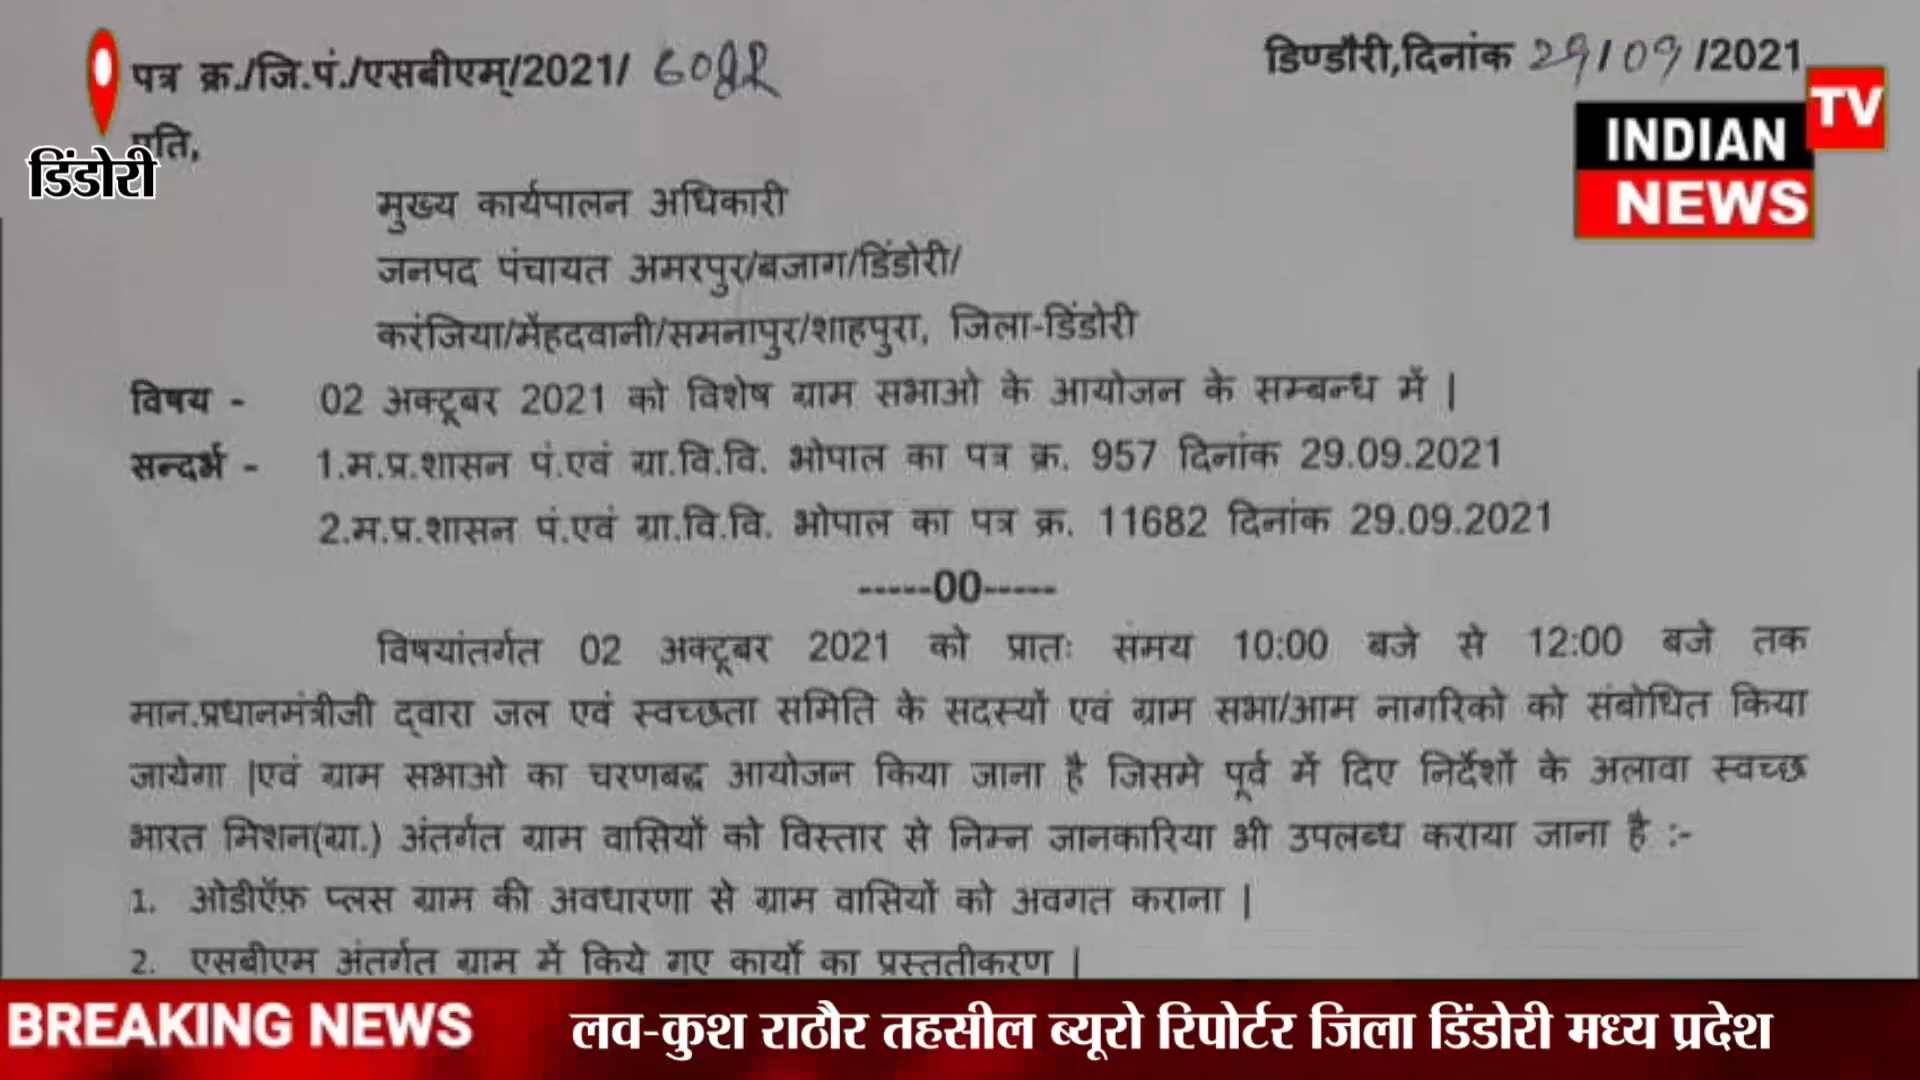 पत्र क्र./जि.पं./एसबीएम्/2021/
डिण्डौरी,दिनांक 29/09/2021
डिंडोरी
INDIAN TV
NEWS
मुख्य कार्यपालन अधिकारी
जनपद पंचायत अमरपुर/बजाग/डिंडोरी/
करंजिया/मेंहदवानी/समनापुर/शाहपुरा, जिला-डिंडोरी
विषय - 02 अक्टूबर 2021 को विशेष ग्राम सभाओ के आयोजन के सम्बन्ध में |
सन्दर्भ - 1.म.प्र.शासन पं.एवं ग्रा.वि.वि. भोपाल का पत्र क्र. 957 दिनांक 29.09.2021
2.म.प्र.शासन पं.एवं ग्रा.वि.वि. भोपाल का पत्र क्र. 11682 दिनांक 29.09.2021
-----00-----
विषयांतर्गत 02 अक्टूबर 2021 को प्रातः समय 10:00 बजे से 12:00 बजे तक
मान.प्रधानमंत्रीजी द्वारा जल एवं स्वच्छता समिति के सदस्यों एवं ग्राम सभा/आम नागरिको को संबोधित किया
जायेगा |एवं ग्राम सभाओ का चरणबद्ध आयोजन किया जाना है जिसमे पूर्व में दिए निर्देशों के अलावा स्वच्छ
भारत मिशन(ग्रा.) अंतर्गत ग्राम वासियों को विस्तार से निम्न जानकारिया भी उपलब्ध कराया जाना है :-
1. ओडीऍफ़ प्लस ग्राम की अवधारणा से ग्राम वासियों को अवगत कराना |
2. एसबीएम अंतर्गत ग्राम में किये गए कार्यो का प्रस्ततीकरण |
BREAKING NEWS लव-कुश राठौर तहसील ब्यूरो रिपोर्टर जिला डिंडोरी मध्य प्रदेश